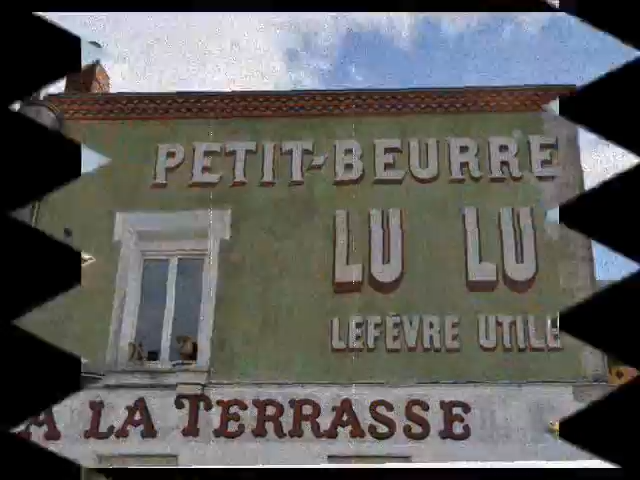 PETIT-BEURRE
LU LU
LEFÈVRE UTILE
A LA TERRASSE